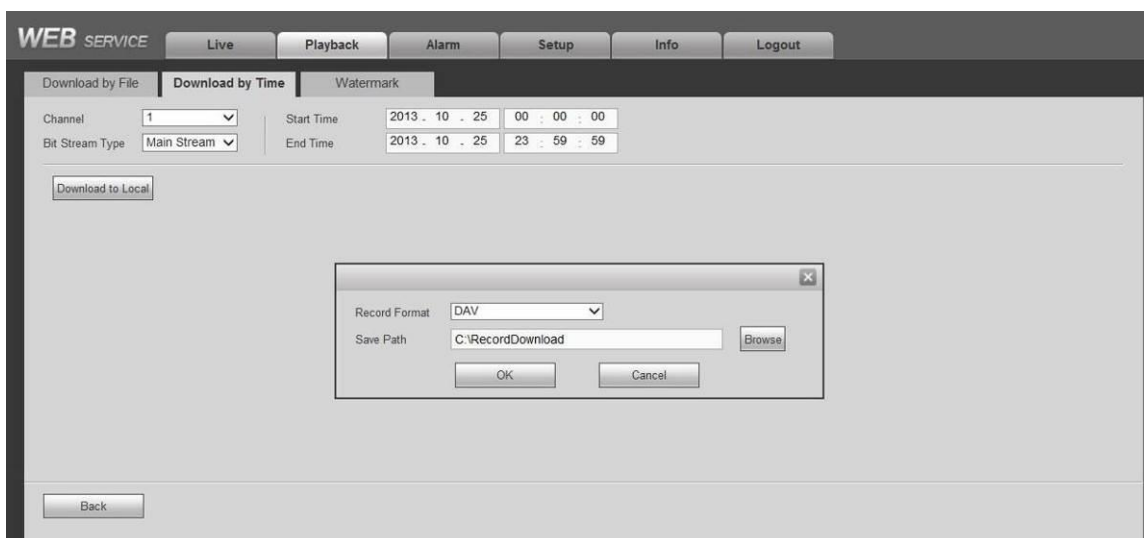 WEB SERVICE Live Playback Alarm Setup Info Logout
Download by File Download by Time Watermark
Channel 1 Start Time 2013 . 10 . 25 00 : 00 : 00
Bit Stream Type Main Stream End Time 2013 . 10 . 25 23 : 59 : 59
Download to Local
Record Format DAV
Save Path C:\RecordDownload Browse
OK Cancel
Back